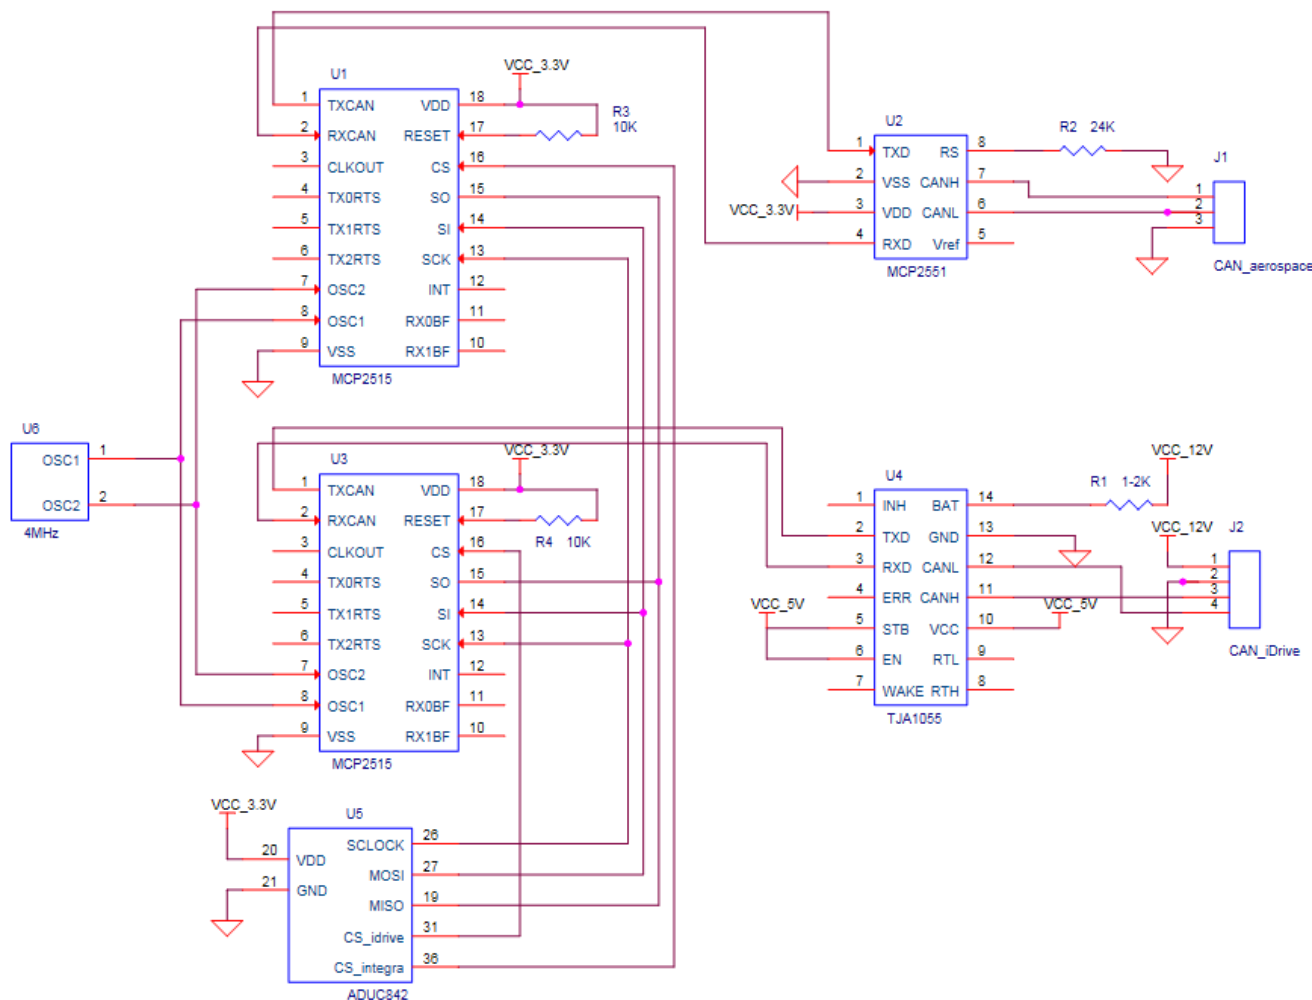 U1
VCC_3.3V
1 TXCAN VDD 18
2 RXCAN RESET 17
R3
10K
3 CLKOUT CS 16
4 TX0RTS SO 15
5 TX1RTS SI 14
6 TX2RTS SCK 13
7 OSC2 INT 12
8 OSC1 RX0BF 11
9 VSS RX1BF 10
MCP2515
U2
1 TXD RS 8
2 VSS CANH 7
VCC_3.3V 3 VDD CANL 6
4 RXD Vref 5
MCP2551
R2 24K
J1
1
2
3
CAN_aerospace
U6
OSC1 1
OSC2 2
4MHz
U3
VCC_3.3V
1 TXCAN VDD 18
2 RXCAN RESET 17
R4 10K
3 CLKOUT CS 16
4 TX0RTS SO 15
5 TX1RTS SI 14
6 TX2RTS SCK 13
7 OSC2 INT 12
8 OSC1 RX0BF 11
9 VSS RX1BF 10
MCP2515
U4
1 INH BAT 14
2 TXD GND 13
3 RXD CANL 12
4 ERR CANH 11
VCC_5V
5 STB VCC 10
VCC_5V
6 EN RTL 9
7 WAKE RTH 8
TJA1055
VCC_12V
R1 1-2K
VCC_12V
J2
1
2
3
4
CAN_iDrive
VCC_3.3V
U5
20 VDD SCLOCK 26
21 GND MOSI 27
MISO 19
CS_idrive 31
CS_integra 36
ADUC842